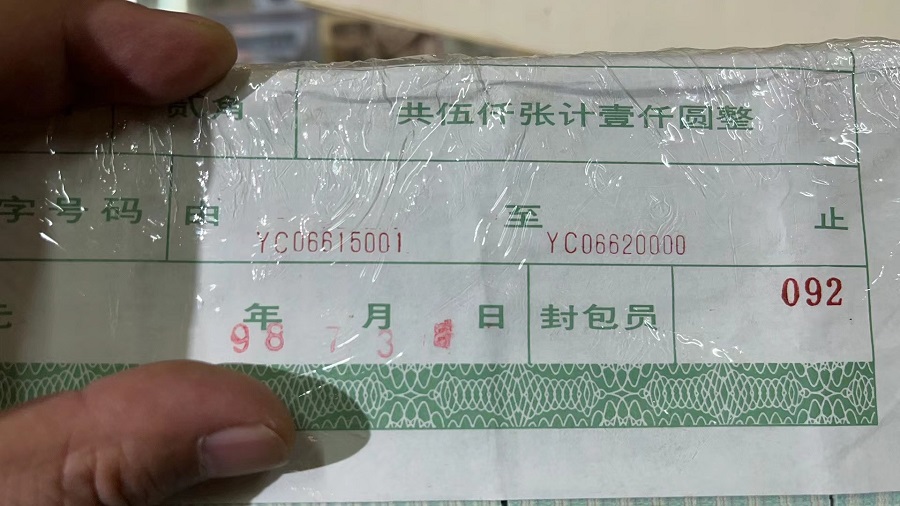 贰角 共伍仟张计壹仟圆整
字号码 由 YC06615001 至 YC06620000 止
元 年 月 日 封包员 092
98 7 3